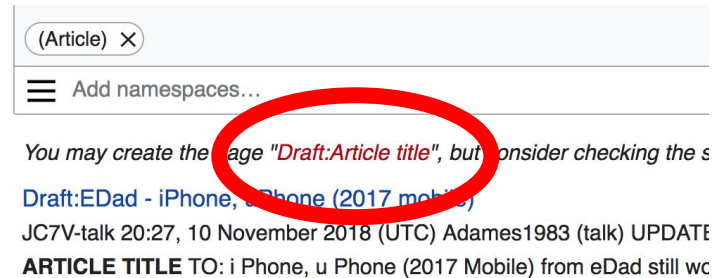 (Article) ×
Add namespaces…
You may create the page "Draft:Article title", but consider checking the s
Draft:EDad - iPhone, uPhone (2017 mobile)
JC7V-talk 20:27, 10 November 2018 (UTC) Adames1983 (talk) UPDATE
ARTICLE TITLE TO: i Phone, u Phone (2017 Mobile) from eDad still wo